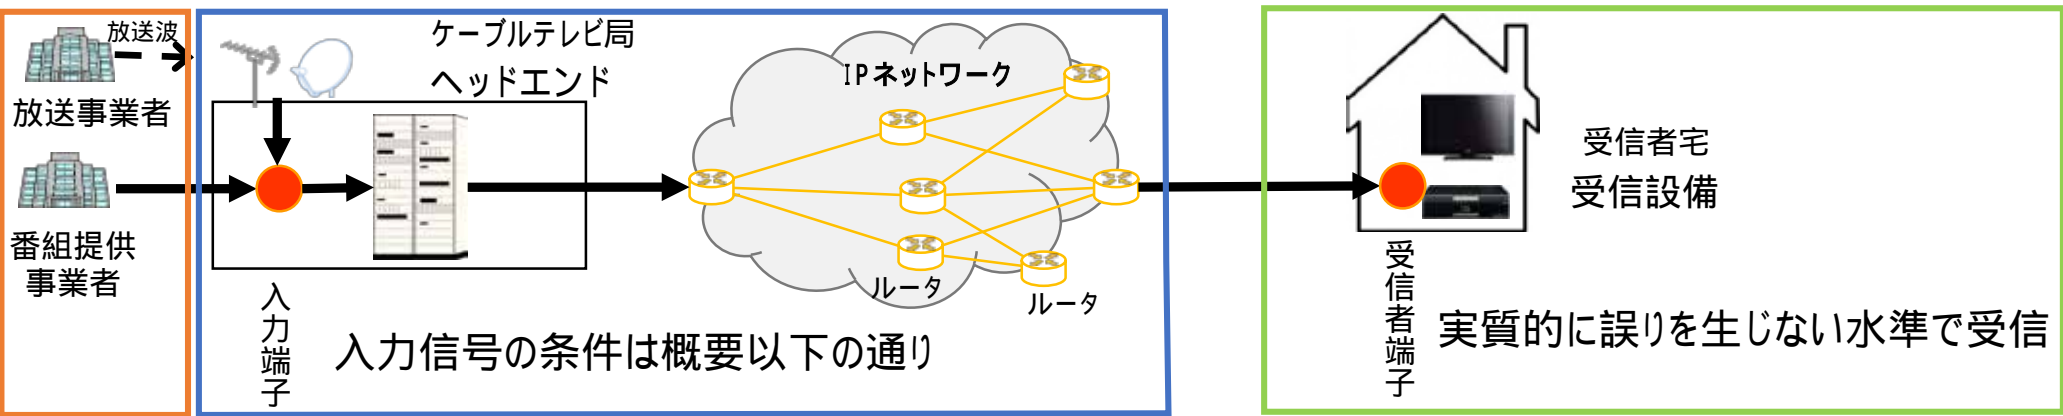 放送波
放送事業者
番組提供
事業者
ケーブルテレビ局
ヘッドエンド
入力端子
IPネットワーク
ルータ
ルータ
入力信号の条件は概要以下の通り
受信者宅
受信設備
受信者端子
実質的に誤りを生じない水準で受信